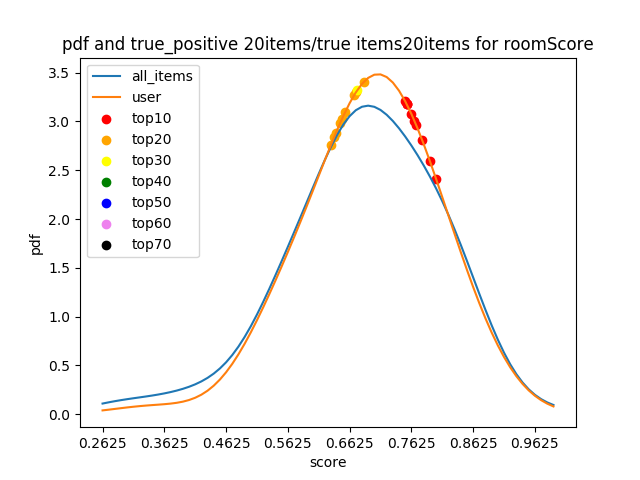 pdf and true_positive 20items/true items20items for roomScore
all_items
user
top10
top20
top30
top40
top50
top60
top70
3.5
3.0
2.5
2.0
1.5
1.0
0.5
0.0
pdf
0.2625 0.3625 0.4625 0.5625 0.6625 0.7625 0.8625 0.9625
score